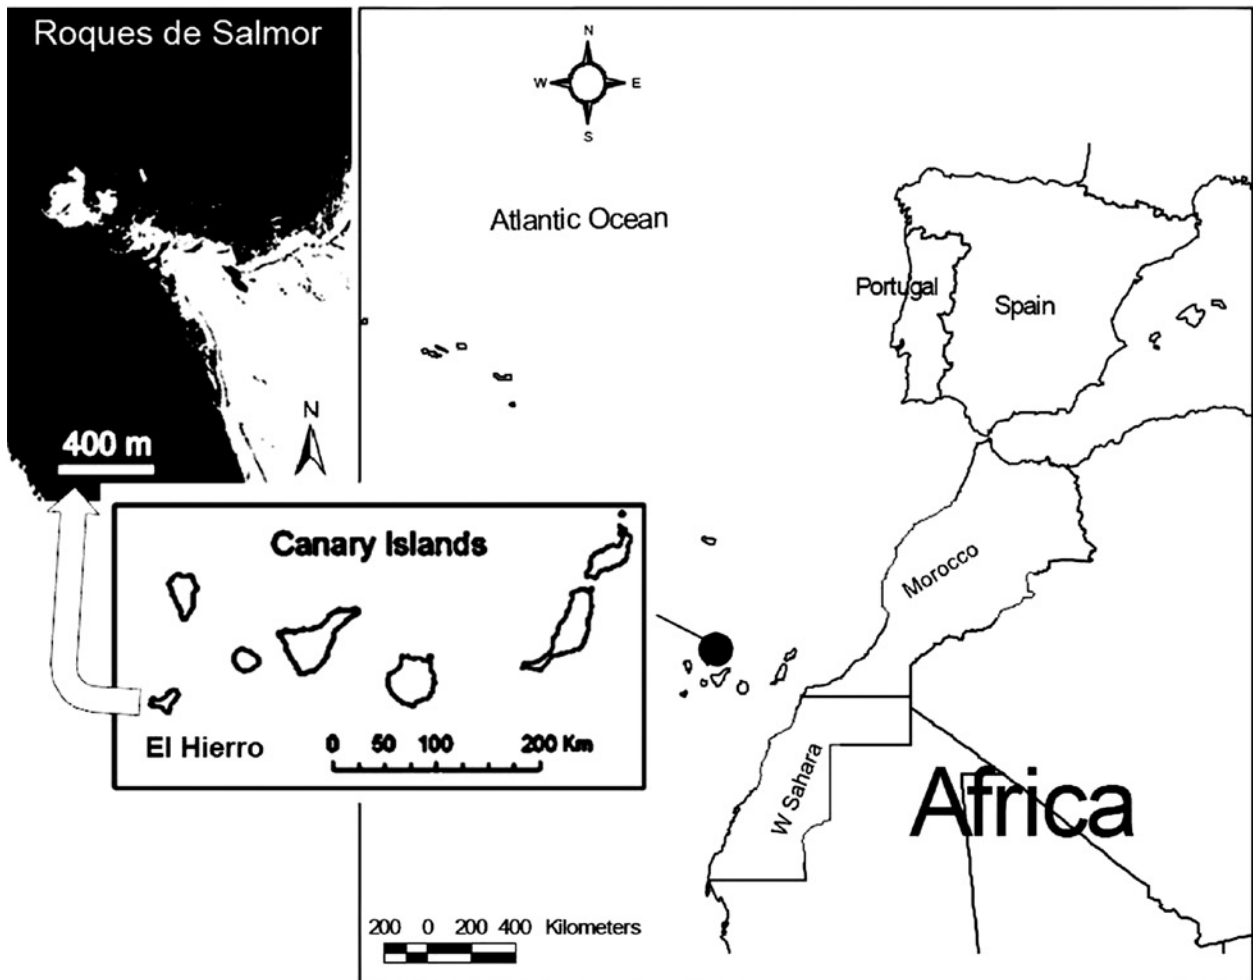 Roques de Salmor
N
W E
S
Atlantic Ocean
Portugal
Spain
N
400 m
Canary Islands
Morocco
El Hierro
0 50 100 200 Km
W Sahara
Africa
200 0 200 400 Kilometers